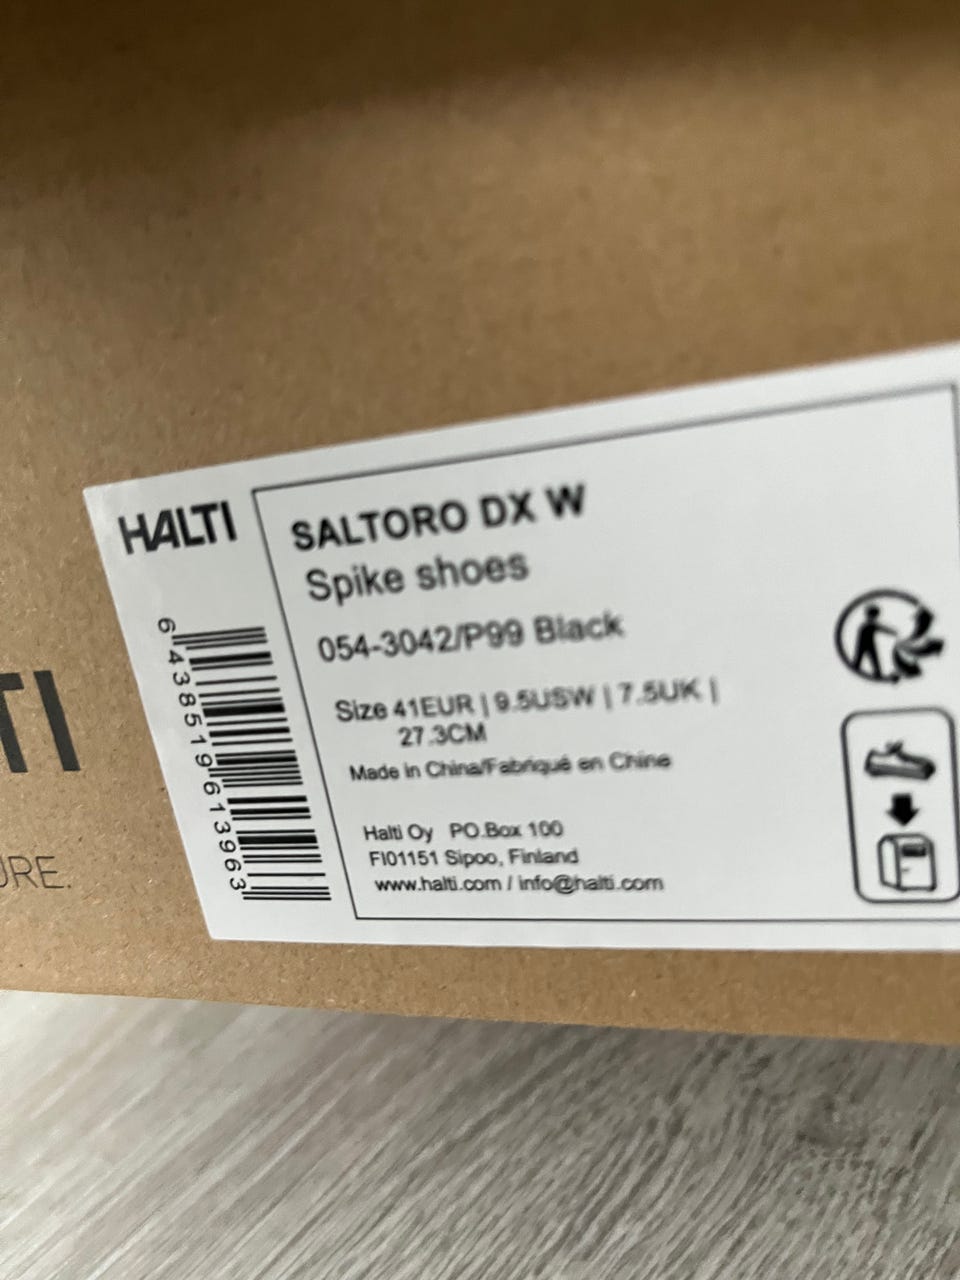 HALTI
SALTORO DX W
Spike shoes
054-3042/P99 Black
Size 41EUR | 9.5USW | 7.5UK |
27.3CM
Made in China/Fabriqué en Chine
Halti Oy PO.Box 100
FI01151 Sipoo, Finland
www.halti.com / info@halti.com
6438519613963
TI
URE.